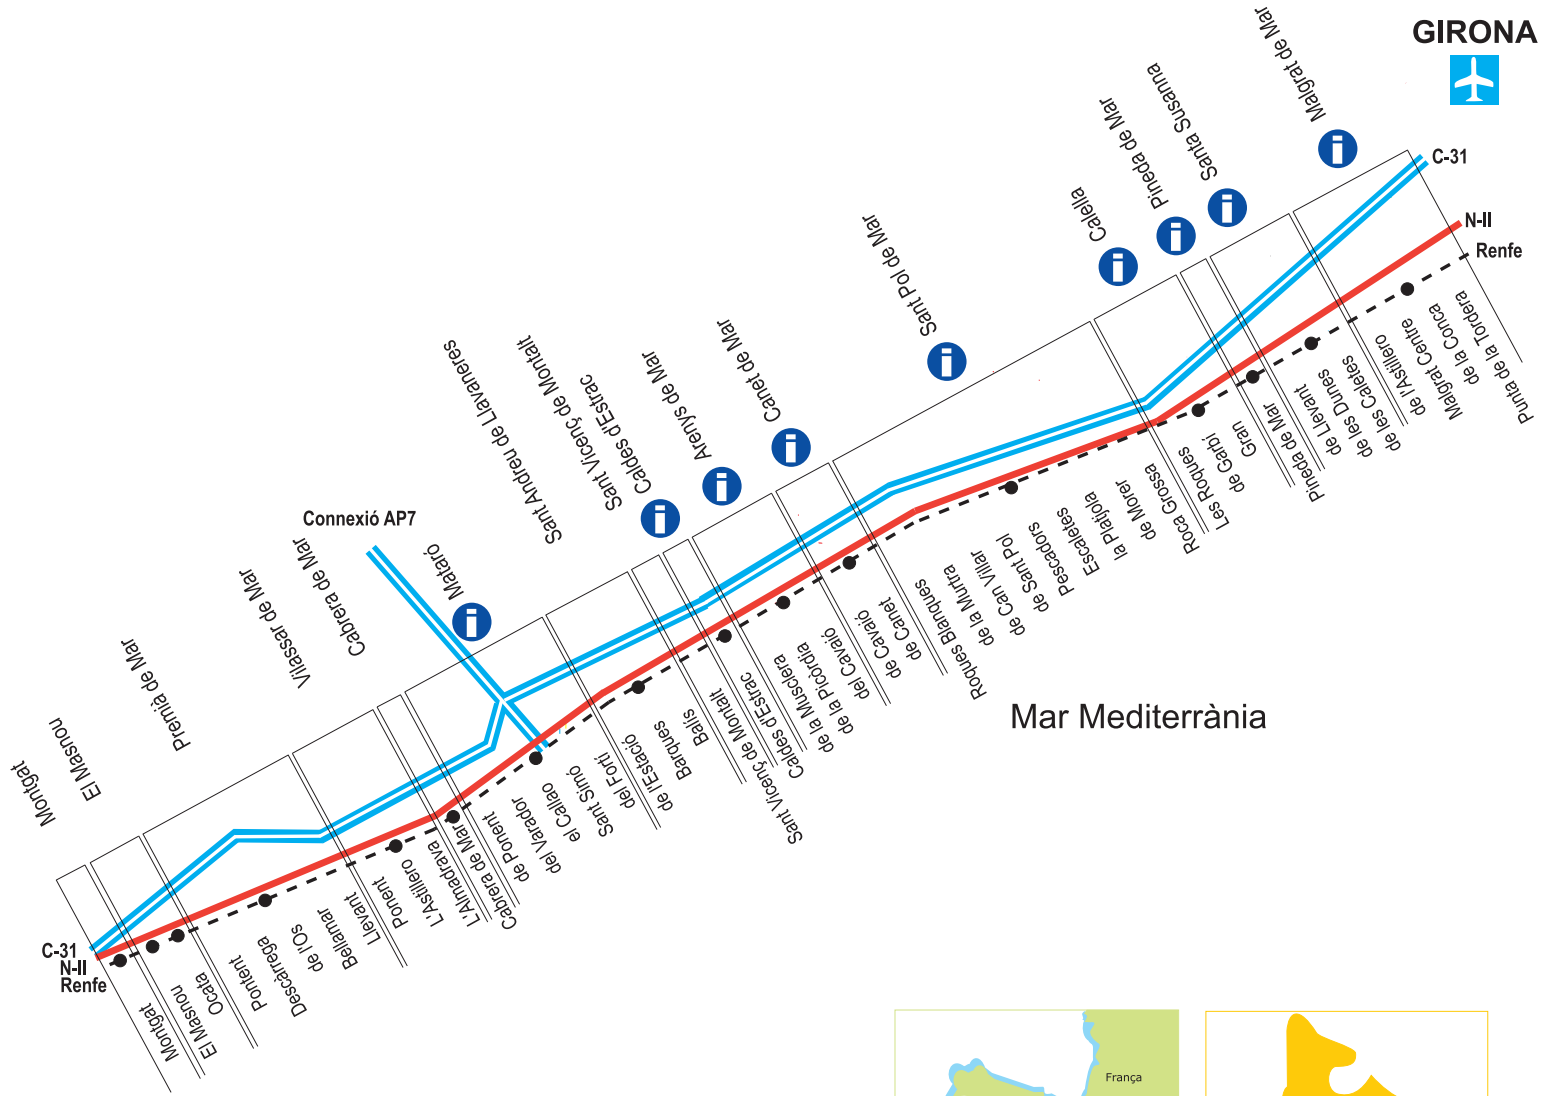 GIRONA
Malgrat de Mar
Santa Susanna
Pineda de Mar
Calella
Sant Pol de Mar
Canet de Mar
Arenys de Mar
Caldes d'Estrac
Sant Vicenç de Montalt
Sant Andreu de Llavaneres
Mataró
Cabrera de Mar
Vilassar de Mar
Premià de Mar
El Masnou
Montgat
Connexió AP7
C-31
N-II
Renfe
C-31
N-II
Renfe
Montgat
El Masnou
Ocata
Pontent
Descàrrega
de l'Os
Bellamar
Llevant
Ponent
L'Astillero
L'Almadrava
Cabrera de Mar
de Ponent
del Varador
el Callao
Sant Simó
del Fortí
de l'Estació
Barques
Balís
Sant Vicenç de Montalt
Caldes d'Estrac
de la Musclera
de la Picòrdia
del Cavaió
de Cavaió
de Canet
Roques Blanques
de la Murtra
de Can Villar
de Sant Pol
Pescadors
Escaletes
la Platjola
de Morer
Roca Grossa
Les Roques
de Garbí
Gran
Pineda de Mar
de Llevant
de les Dunes
de les Caletes
de l'Astillero
Malgrat Centre
de la Conca
Punta de la Tordera
Mar Mediterrània
França